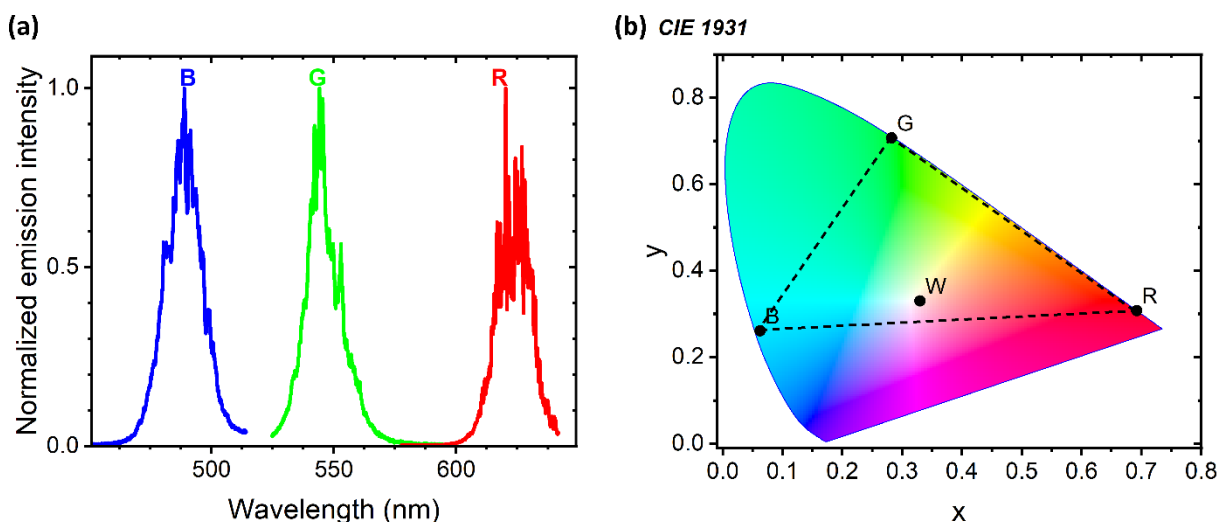 (a)
B
G
R
1.0
0.5
0.0
Normalized emission intensity
500
550
600
Wavelength (nm)
(b) CIE 1931
0.8
0.6
0.4
0.2
0.0
y
G
W
B
R
0.0
0.1
0.2
0.3
0.4
0.5
0.6
0.7
0.8
x